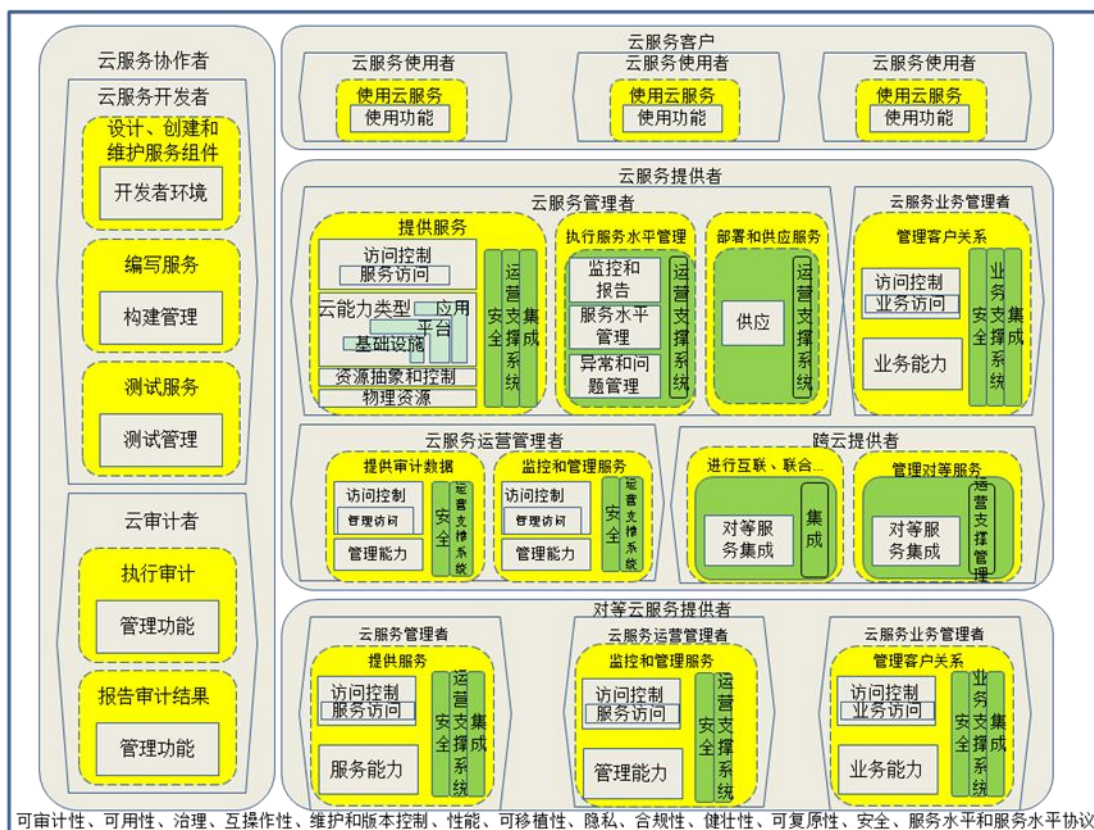 云服务协作者
云服务开发者
设计、创建和
维护服务组件
开发者环境
编写服务
构建管理
测试服务
测试管理
云审计者
执行审计
管理功能
报告审计结果
管理功能
云服务客户
云服务使用者
使用云服务
使用功能
云服务使用者
使用云服务
使用功能
云服务使用者
使用云服务
使用功能
云服务提供者
云服务管理者
提供服务
访问控制
服务访问
云能力类型
应用
平台
基础设施
资源抽象和控制
物理资源
安全
运营支撑系统
集成
执行服务水平管理
监控和
报告
服务水平
管理
异常和问
题管理
运营支撑系统
部署和供应服务
供应
运营支撑系统
云服务业务管理者
管理客户关系
访问控制
业务访问
业务能力
安全
业务支撑系统
集成
云服务运营管理者
提供审计数据
访问控制
管理访问
管理能力
安全
运营支撑系统
监控和管理服务
访问控制
管理访问
管理能力
安全
运营支撑系统
跨云提供者
进行互联、联合...
对等服
务集成
集成
管理对等服务
对等服
务集成
运营支撑管理
对等云服务提供者
云服务管理者
提供服务
访问控制
服务访问
服务能力
安全
运营支撑系统
集成
云服务运营管理者
监控和管理服务
访问控制
服务访问
管理能力
安全
运营支撑系统
云服务业务管理者
管理客户关系
访问控制
业务访问
业务能力
安全
业务支撑系统
集成
可审计性、可用性、治理、互操作性、维护和版本控制、性能、可移植性、隐私、合规性、健壮性、可复原性、安全、服务水平和服务水平协议